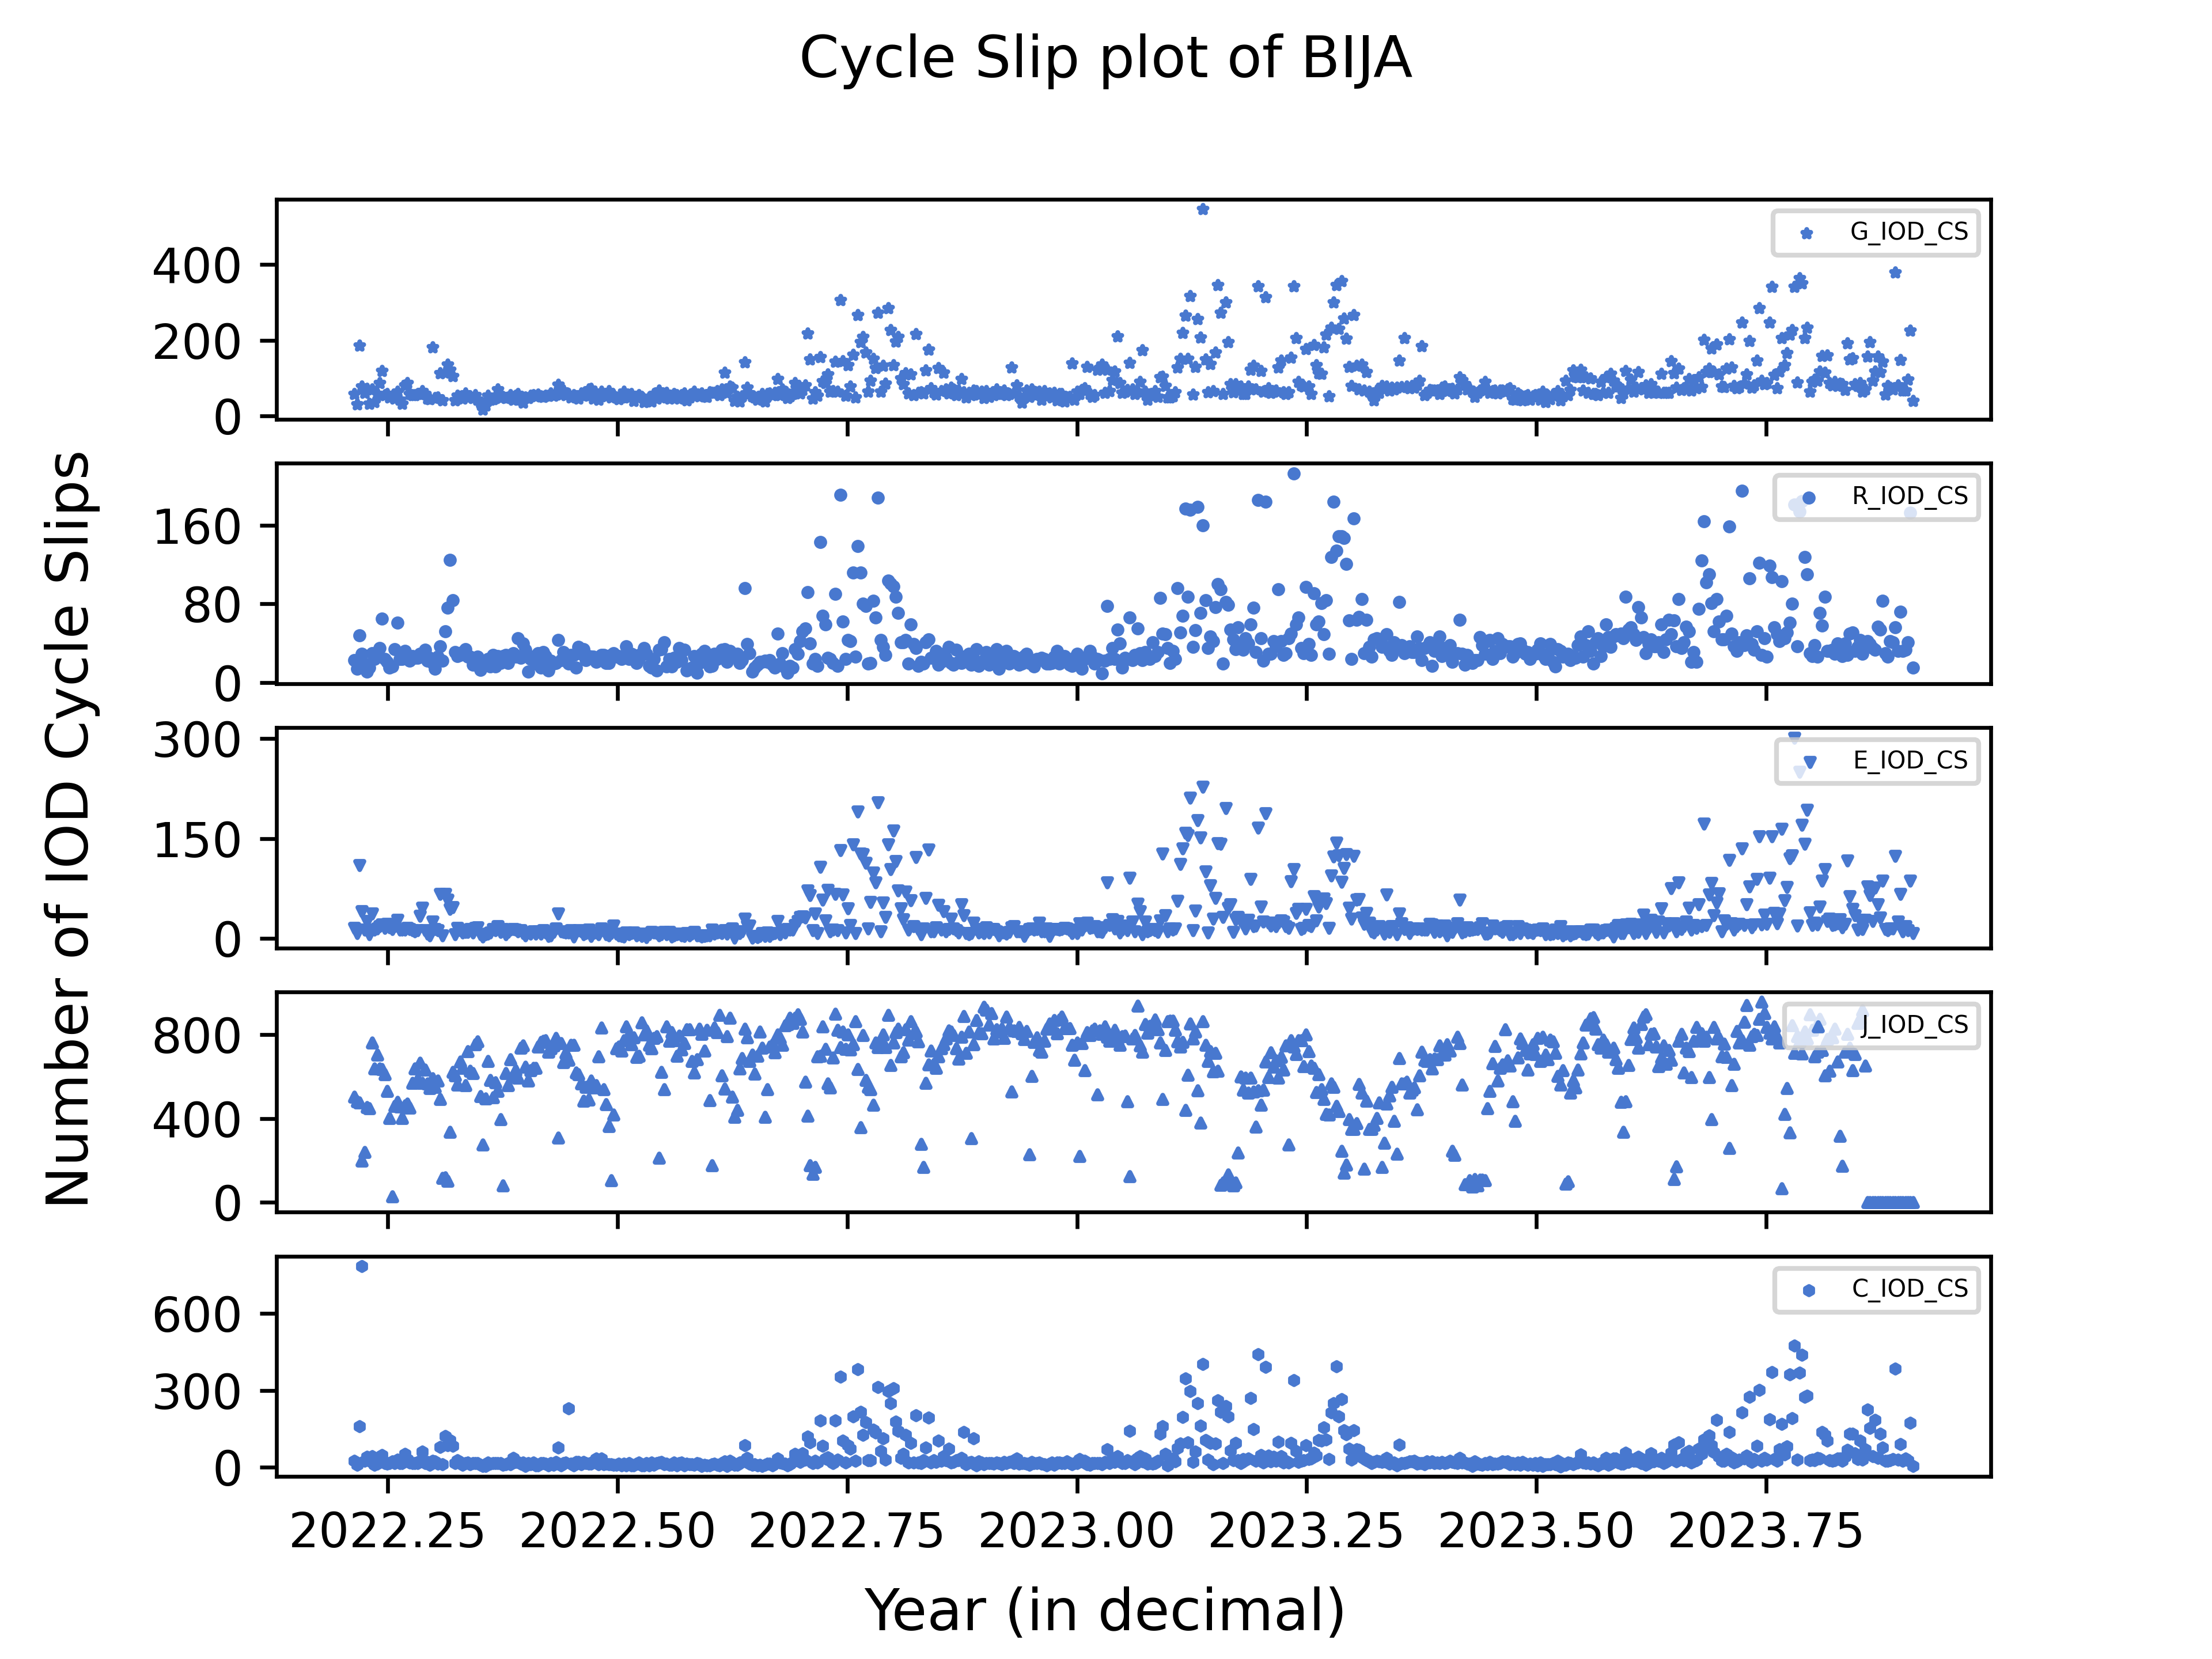 Cycle Slip plot of BIJA
Number of IOD Cycle Slips
400
200
0
G_IOD_CS
160
80
0
R_IOD_CS
300
150
0
E_IOD_CS
800
400
0
J_IOD_CS
600
300
0
C_IOD_CS
2022.25 2022.50 2022.75 2023.00 2023.25 2023.50 2023.75
Year (in decimal)